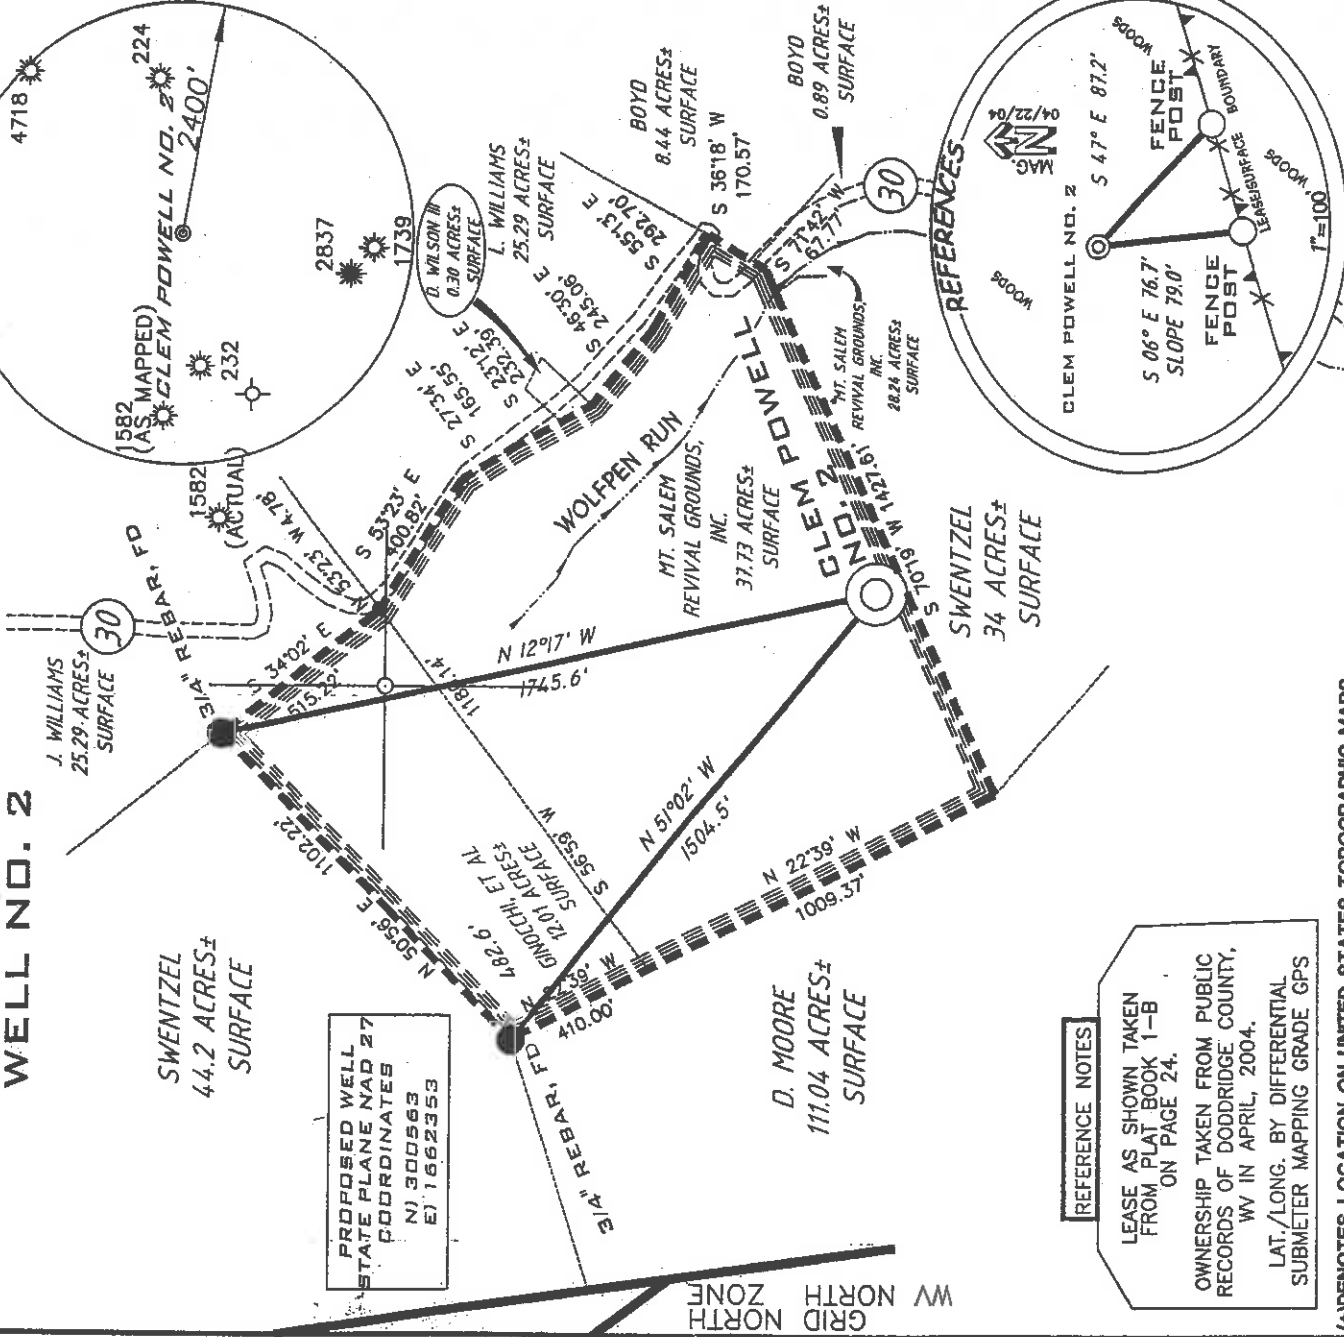 WELL NO. 2
4718
224
2400'
CLEM POWELL NO. 2
2837
1739
1582
(AS MAPPED)
232
1582
(ACTUAL)
30
J. WILLIAMS
25.29 ACRES±
SURFACE
3/4" REBAR, FD
D. WILSON III
0.30 ACRES±
SURFACE
L. WILLIAMS
25.29 ACRES±
SURFACE
BOYD
8.44 ACRES±
SURFACE
BOYD
0.89 ACRES±
SURFACE
S 34°02' E
515.22'
N 53°23' W 4.78'
S 53°23' E
400.82'
S 27°34' E
165.55'
S 23°12' E
232.39'
S 46°30' E
245.06'
S 55°13' E
292.70'
S 36°18' W
170.57'
S 71°42' W
67.77'
30
WOLFPEN RUN
MT. SALEM
REVIVAL GROUNDS,
INC.
37.73 ACRES±
SURFACE
MT. SALEM
REVIVAL GROUNDS,
INC.
28.24 ACRES±
SURFACE
CLEM POWELL
NO. 2
S 70°19' W 1427.61'
SWENTZEL
34 ACRES±
SURFACE
N 12°17' W
1745.6'
1180.14'
S 56°59' W
N 51°02' W
1504.5'
N 22°39' W
1009.37'
GINOCCHI, ET AL
12.01 ACRES±
SURFACE
482.6'
410.00'
N 50°56' E
1102.22'
SWENTZEL
44.2 ACRES±
SURFACE
D. MOORE
111.04 ACRES±
SURFACE
3/4" REBAR, FD
PROPOSED WELL
STATE PLANE NAD 27
COORDINATES
N) 300563
E) 1662353
GRID NORTH
WV NORTH ZONE
REFERENCES
MAG.
04/22/04
CLEM POWELL NO. 2
S 47° E 87.2'
S 06° E 76.7'
SLOPE 79.0'
FENCE
POST
FENCE
POST
LEASE/SURFACE BOUNDARY
WOODS
WOODS
WOODS
1"=100'
REFERENCE NOTES
LEASE AS SHOWN TAKEN
FROM PLAT BOOK 1-B
ON PAGE 24.
OWNERSHIP TAKEN FROM PUBLIC
RECORDS OF DODDRIDGE COUNTY,
WV IN APRIL, 2004.
LAT./LONG. BY DIFFERENTIAL
SUBMETER MAPPING GRADE GPS
DENOTES LOCATION ON UNITED STATES TOPOGRAPHIC MAPS